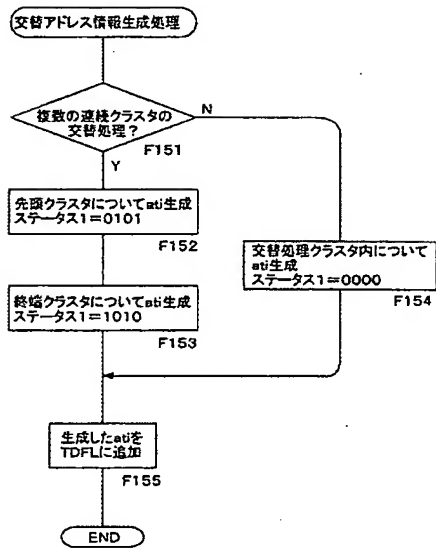 交替アドレス情報生成処理
複数の連続クラスタの
交替処理?
F151
N
Y
先頭クラスタについてati生成
ステータス1=0101
F152
交替処理クラスタ内について
ati生成
ステータス1=0000
F154
終端クラスタについてati生成
ステータス1=1010
F153
生成したatiを
TDFLに追加
F155
END